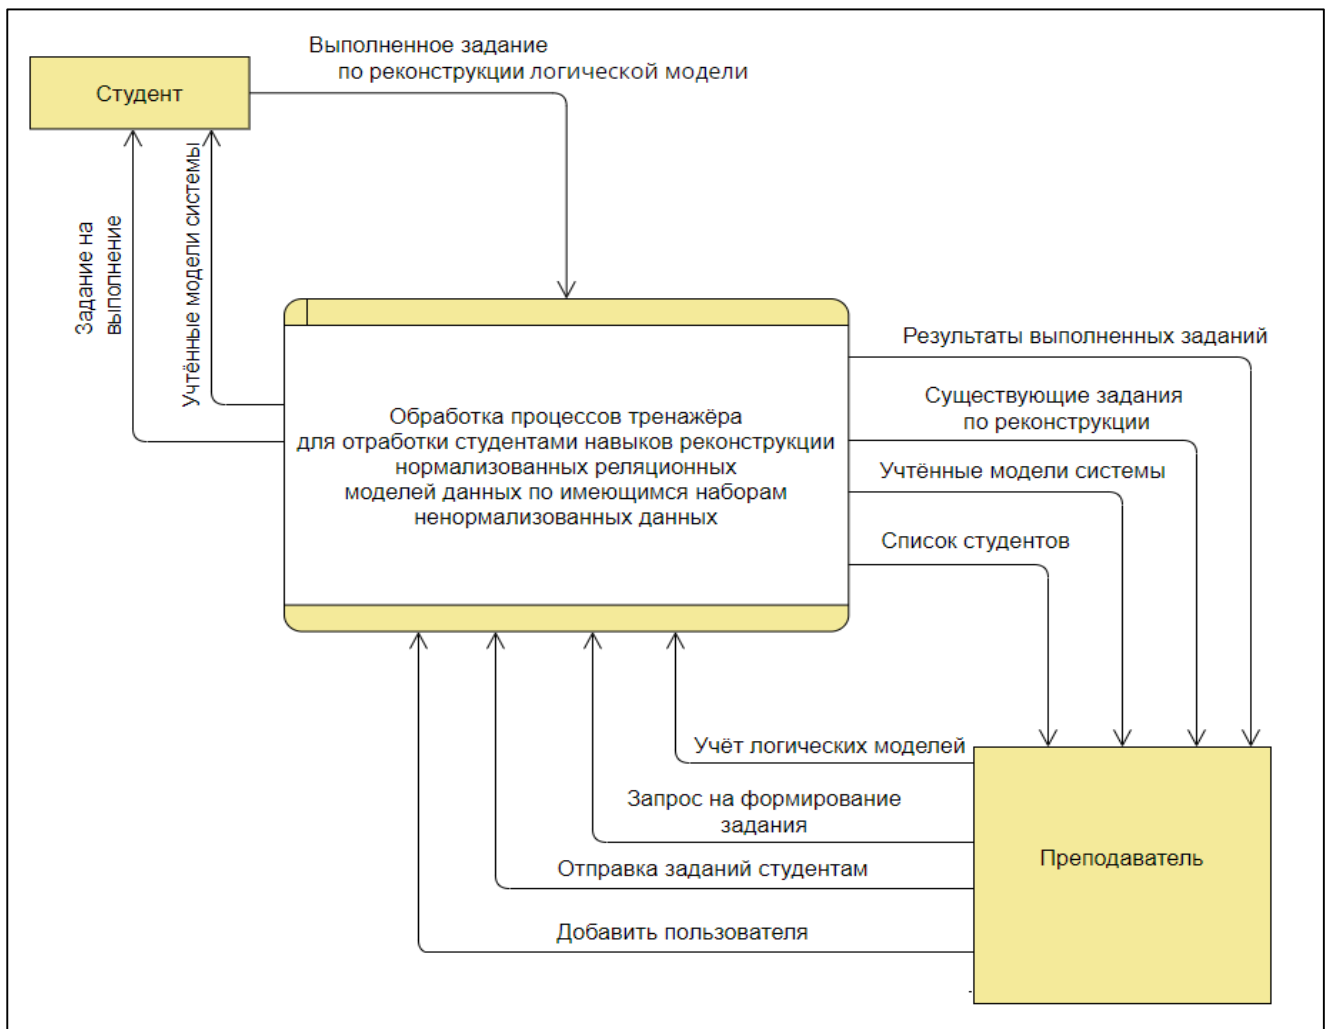 Выполненное задание
по реконструкции логической модели
Студент
Задание на
выполнение
Учтённые модели системы
Результаты выполненных заданий
Существующие задания
по реконструкции
Учтённые модели системы
Список студентов
Обработка процессов тренажёра
для отработки студентами навыков реконструкции
нормализованных реляционных
моделей данных по имеющимся наборам
ненормализованных данных
Учёт логических моделей
Запрос на формирование
задания
Отправка заданий студентам
Добавить пользователя
Преподаватель